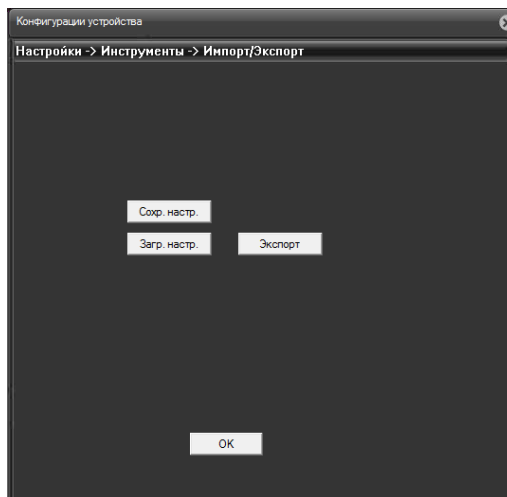 Конфигурации устройства
Настройки -> Инструменты -> Импорт/Экспорт
Сохр. настр.
Загр. настр. Экспорт
OK